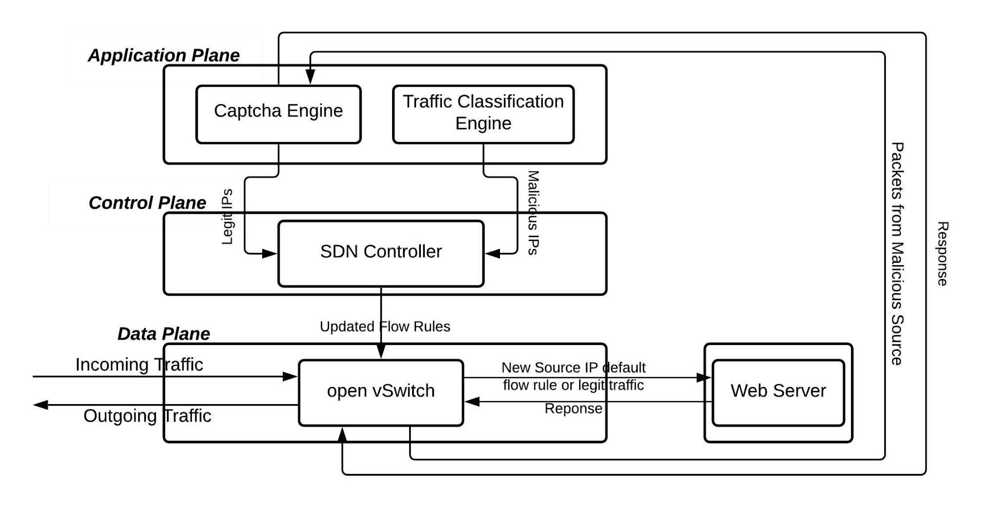 Application Plane
Captcha Engine
Traffic Classification
Engine
Legit IPs
Malicious IPs
Control Plane
SDN Controller
Updated Flow Rules
Data Plane
Incoming Traffic
Outgoing Traffic
open vSwitch
New Source IP default
flow rule or legit traffic
Reponse
Web Server
Packets from Malicious Source
Response